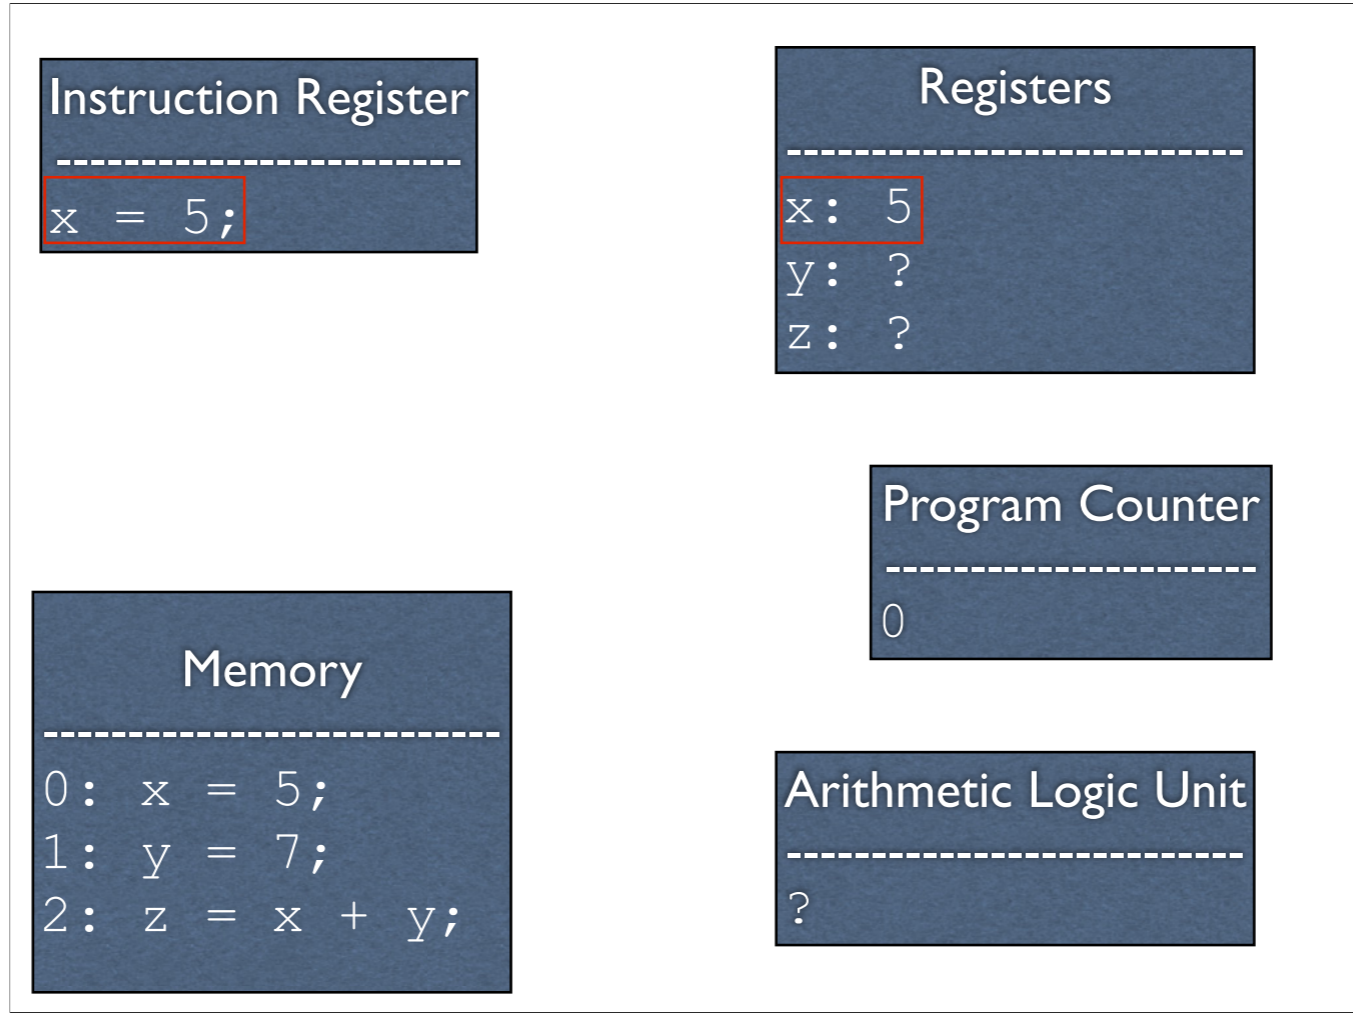 Instruction Register
------------------------
x = 5;
Registers
---------------------------
x: 5
y: ?
z: ?
Program Counter
----------------------
0
Memory
---------------------------
0: x = 5;
1: y = 7;
2: z = x + y;
Arithmetic Logic Unit
---------------------------
?